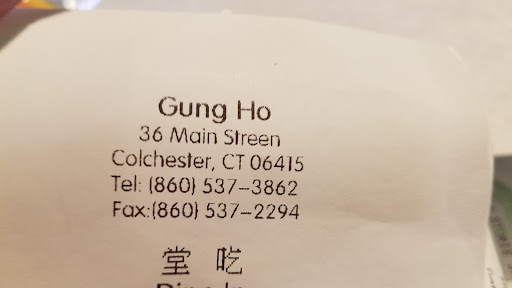 Gung Ho
36 Main Streen
Colchester, CT 06415
Tel: (860) 537-3862
Fax:(860) 537-2294
堂 吃